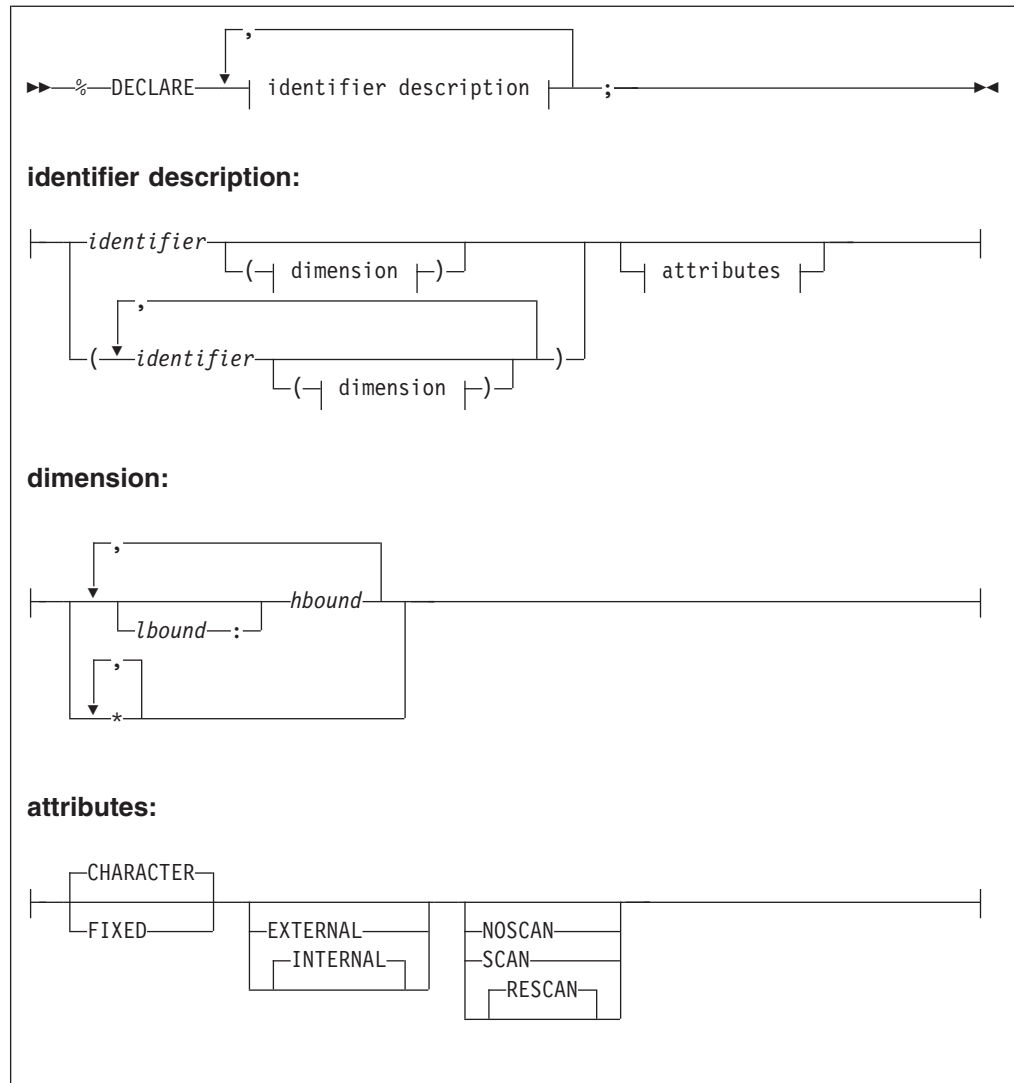 ,
►►—%—DECLARE identifier description ;—►◄
identifier description:
identifier attributes
( dimension )
,
( identifier )
( dimension )
dimension:
,
hbound
lbound :
,
*
attributes:
CHARACTER
FIXED EXTERNAL NOSCAN
INTERNAL SCAN
RESCAN